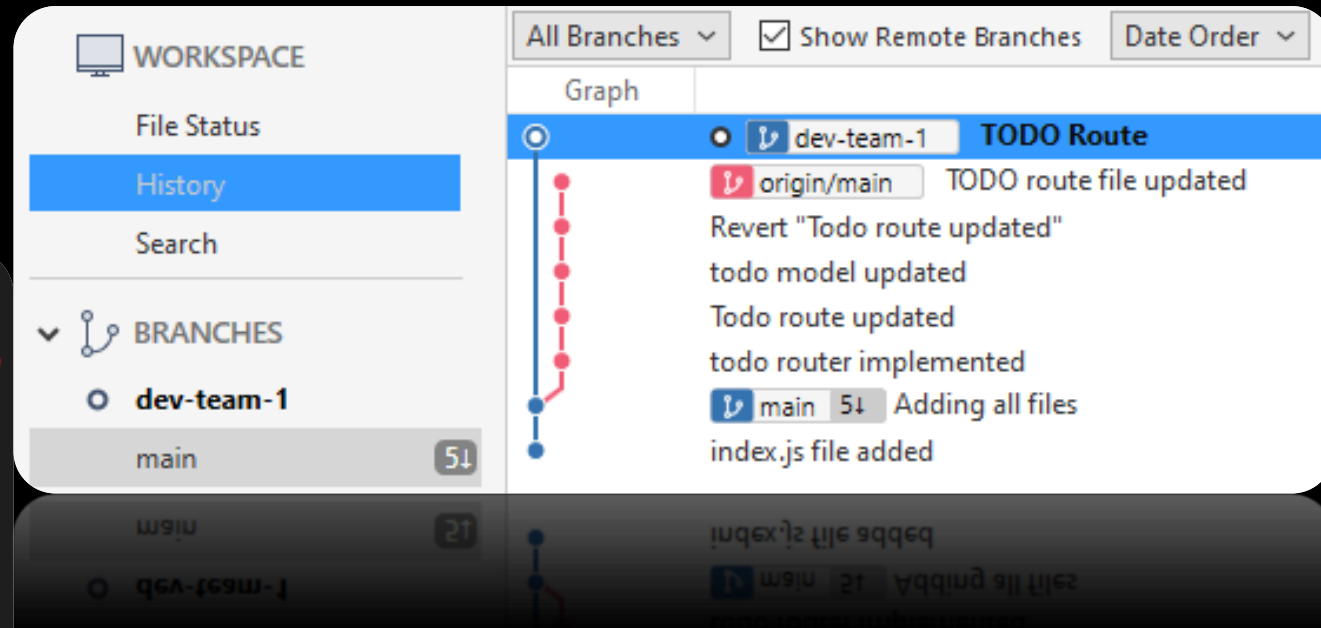 WORKSPACE
File Status
History
Search
BRANCHES
dev-team-1
main 5↓
All Branches Show Remote Branches Date Order
Graph
dev-team-1 TODO Route
origin/main TODO route file updated
Revert "Todo route updated"
todo model updated
Todo route updated
todo router implemented
main 5↓ Adding all files
index.js file added